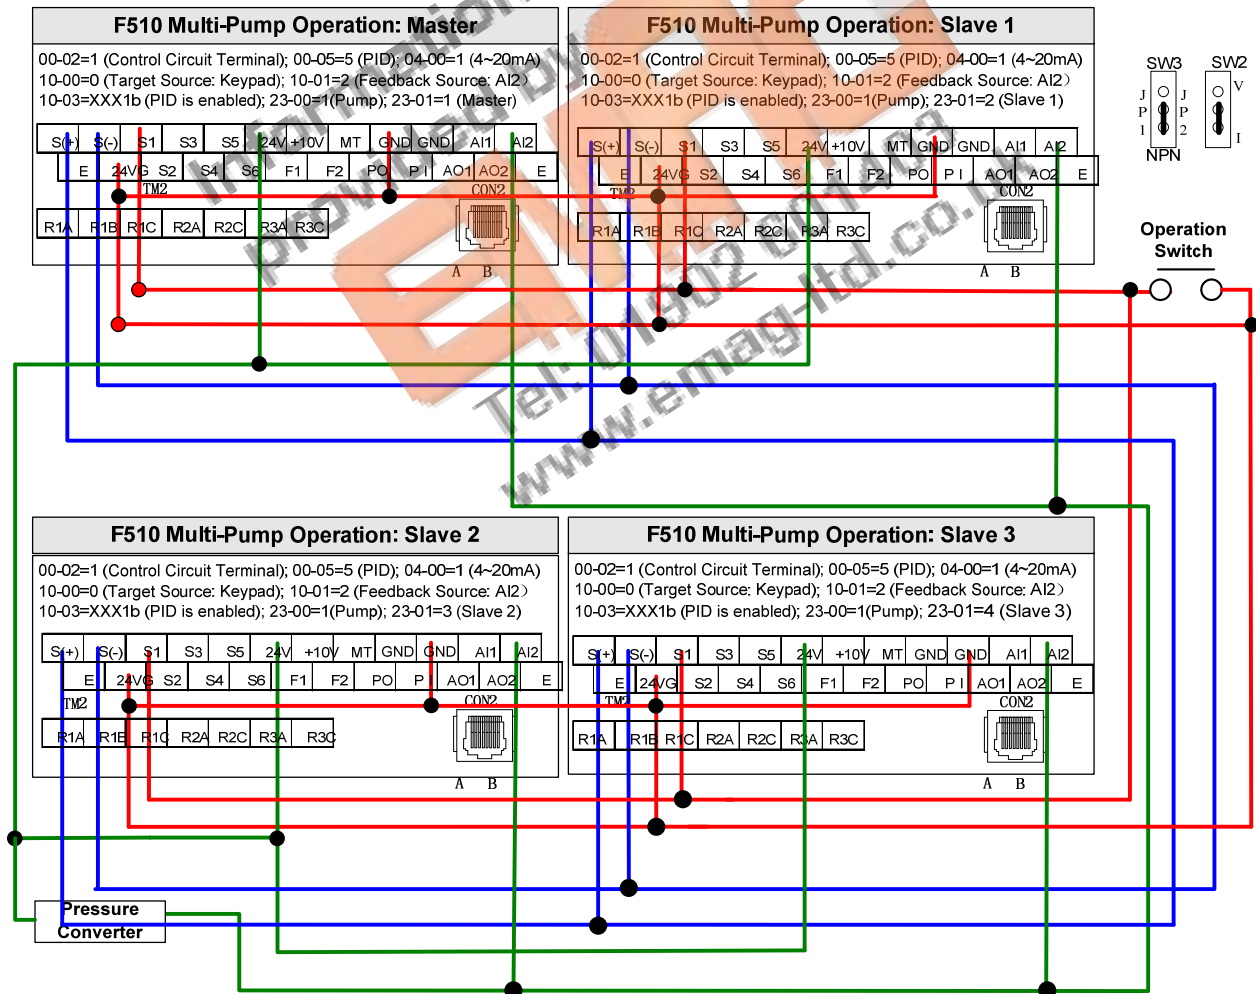 F510 Multi-Pump Operation: Master
00-02=1 (Control Circuit Terminal); 00-05=5 (PID); 04-00=1 (4~20mA)
10-00=0 (Target Source: Keypad); 10-01=2 (Feedback Source: AI2)
10-03=XXX1b (PID is enabled); 23-00=1(Pump); 23-01=1 (Master)
S(+) S(-) S1 S3 S5 24V +10V MT GND GND AI1 AI2
E 24VG S2 S4 S6 F1 F2 PO P I AO1 AO2 E
TM2 CON2
R1A R1B R1C R2A R2C R3A R3C
A B
F510 Multi-Pump Operation: Slave 1
00-02=1 (Control Circuit Terminal); 00-05=5 (PID); 04-00=1 (4~20mA)
10-00=0 (Target Source: Keypad); 10-01=2 (Feedback Source: AI2)
10-03=XXX1b (PID is enabled); 23-00=1(Pump); 23-01=2 (Slave 1)
S(+) S(-) S1 S3 S5 24V +10V MT GND GND AI1 AI2
E 24VG S2 S4 S6 F1 F2 PO P I AO1 AO2 E
TM2 CON2
R1A R1B R1C R2A R2C R3A R3C
A B
SW3 SW2
J J V
P P
1 2 I
NPN
Operation
Switch
Information
provided by
EMAG
Tel: 01902 601403
www.emag-ltd.co.uk
F510 Multi-Pump Operation: Slave 2
00-02=1 (Control Circuit Terminal); 00-05=5 (PID); 04-00=1 (4~20mA)
10-00=0 (Target Source: Keypad); 10-01=2 (Feedback Source: AI2)
10-03=XXX1b (PID is enabled); 23-00=1(Pump); 23-01=3 (Slave 2)
S(+) S(-) S1 S3 S5 24V +10V MT GND GND AI1 AI2
E 24VG S2 S4 S6 F1 F2 PO P I AO1 AO2 E
TM2 CON2
R1A R1B R1C R2A R2C R3A R3C
A B
F510 Multi-Pump Operation: Slave 3
00-02=1 (Control Circuit Terminal); 00-05=5 (PID); 04-00=1 (4~20mA)
10-00=0 (Target Source: Keypad); 10-01=2 (Feedback Source: AI2)
10-03=XXX1b (PID is enabled); 23-00=1(Pump); 23-01=4 (Slave 3)
S(+) S(-) S1 S3 S5 24V +10V MT GND GND AI1 AI2
E 24VG S2 S4 S6 F1 F2 PO P I AO1 AO2 E
TM2 CON2
R1A R1B R1C R2A R2C R3A R3C
A B
Pressure
Converter